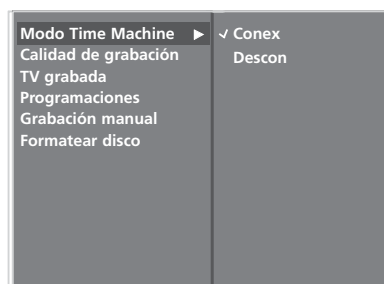 Modo Time Machine ▶
Calidad de grabación
TV grabada
Programaciones
Grabación manual
Formatear disco
✓ Conex
Descon